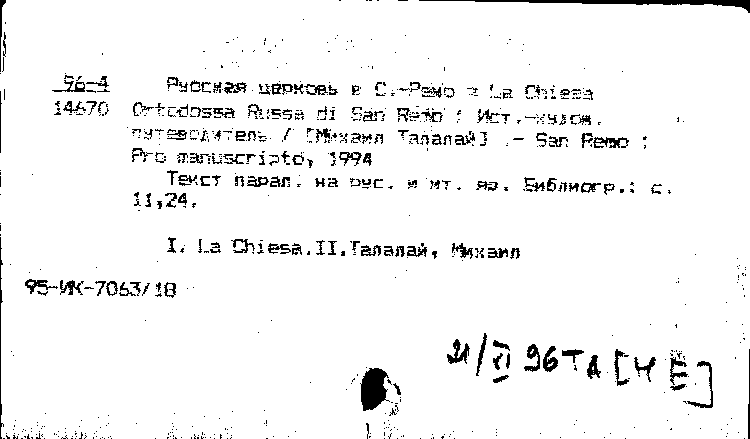 96-4 Русская церковь в С.-Ремо = La Chiesa
14670 Ortodossa Russa di San Remo : Ист.-худож.
путеводитель / [Михаил Талалай] .- San Remo :
Pro manuscripto, 1994
Текст парал. на рус. и ит. яз. Библиогр.: с.
11,24.
I. La Chiesa.II.Талалай, Михаил
95-ИК-7063/18
21/VI 96 ТА [Ч Е]